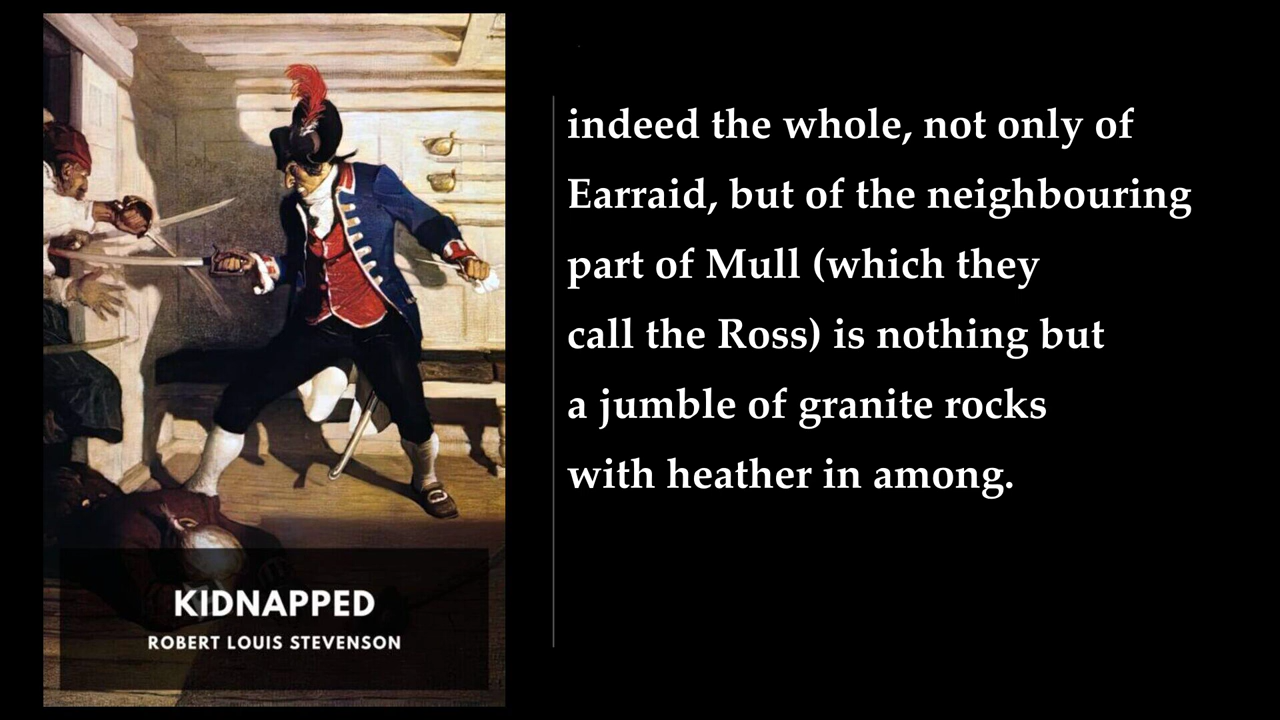 indeed the whole, not only of
Earraid, but of the neighbouring
part of Mull (which they
call the Ross) is nothing but
a jumble of granite rocks
with heather in among.
KIDNAPPED
ROBERT LOUIS STEVENSON